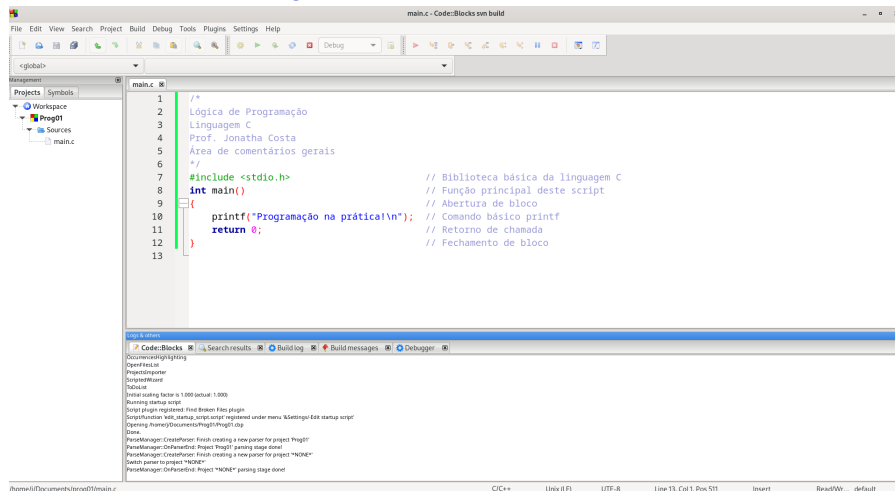 main.c - Code::Blocks svn build
File Edit View Search Project Build Debug Tools Plugins Settings Help
Debug
<global>
Management
Projects Symbols
Workspace
Prog01
Sources
main.c
main.c
1 /*
2 Lógica de Programação
3 Linguagem C
4 Prof. Jonatha Costa
5 Área de comentários gerais
6 */
7 #include <stdio.h> // Biblioteca básica da linguagem C
8 int main() // Função principal deste script
9 { // Abertura de bloco
10 printf("Programação na prática!\n"); // Comando básico printf
11 return 0; // Retorno de chamada
12 } // Fechamento de bloco
13
Logs & others
Code::Blocks Search results Build log Build messages Debugger
OccurrencesHighlighting
OpenFilesList
ProjectsImporter
ScriptedWizard
ToDoList
Initial scaling factor is 1.000 (actual: 1.000)
Running startup script
Script plugin registered: Find Broken Files plugin
Script/function 'edit_startup_script.script' registered under menu '&Settings/-Edit startup script'
Opening /home/j/Documents/Prog01/Prog01.cbp
Done.
ParseManager::CreateParser: Finish creating a new parser for project 'Prog01'
ParseManager::OnParserEnd: Project 'Prog01' parsing stage done!
ParseManager::CreateParser: Finish creating a new parser for project '*NONE*'
Switch parser to project '*NONE*'
ParseManager::OnParserEnd: Project '*NONE*' parsing stage done!
/home/j/Documents/prog01/main.c C/C++ Unix (LF) UTF-8 Line 13, Col 1, Pos 511 Insert Read/Wr... default